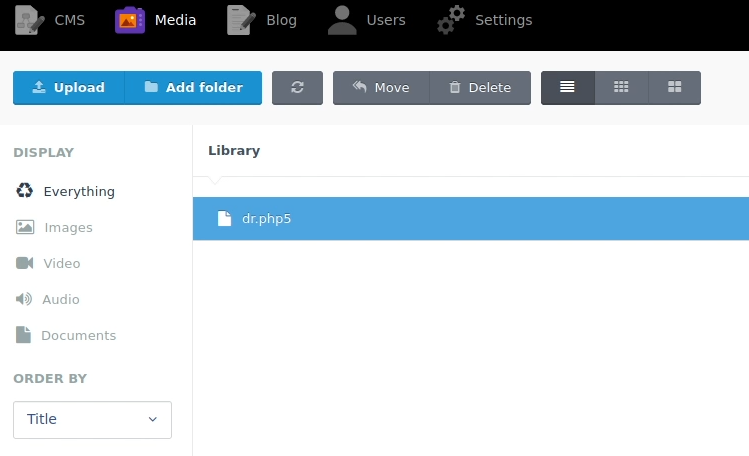 CMS Media Blog Users Settings
Upload Add folder Move Delete
DISPLAY
Library
Everything
Images
dr.php5
Video
Audio
Documents
ORDER BY
Title